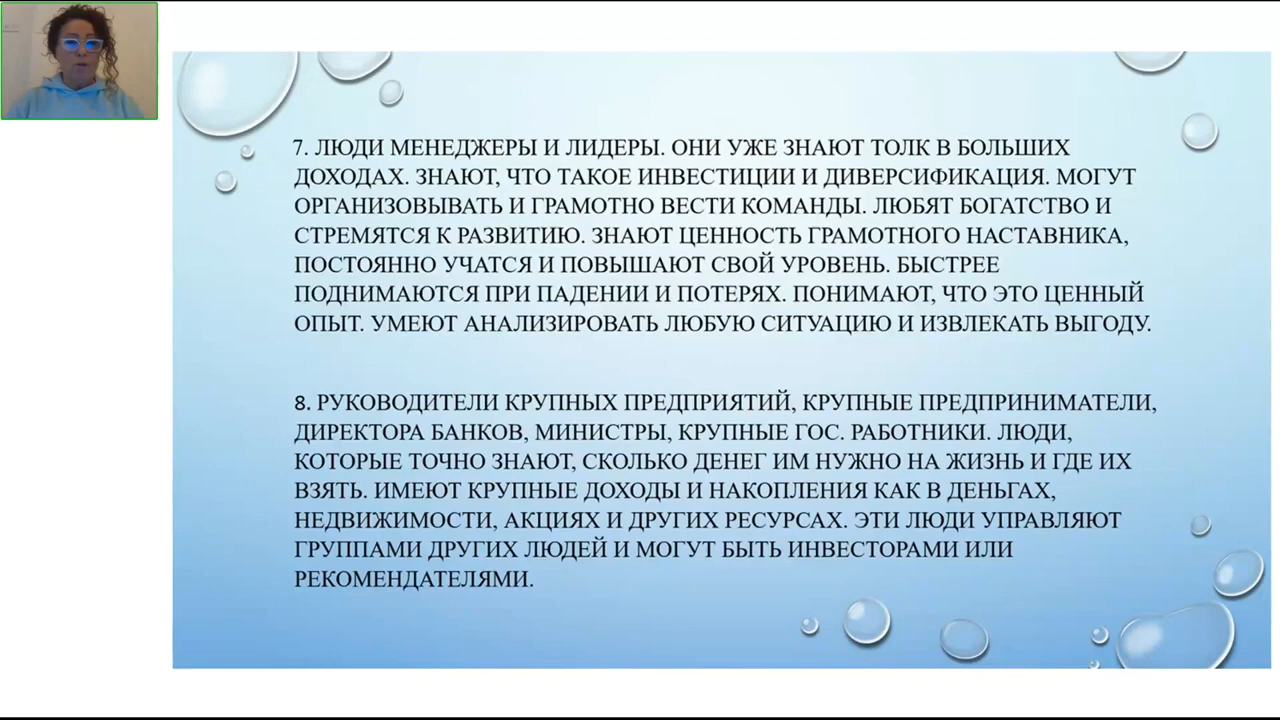 7. ЛЮДИ МЕНЕДЖЕРЫ И ЛИДЕРЫ. ОНИ УЖЕ ЗНАЮТ ТОЛК В БОЛЬШИХ
ДОХОДАХ. ЗНАЮТ, ЧТО ТАКОЕ ИНВЕСТИЦИИ И ДИВЕРСИФИКАЦИЯ. МОГУТ
ОРГАНИЗОВЫВАТЬ И ГРАМОТНО ВЕСТИ КОМАНДЫ. ЛЮБЯТ БОГАТСТВО И
СТРЕМЯТСЯ К РАЗВИТИЮ. ЗНАЮТ ЦЕННОСТЬ ГРАМОТНОГО НАСТАВНИКА,
ПОСТОЯННО УЧАТСЯ И ПОВЫШАЮТ СВОЙ УРОВЕНЬ. БЫСТРЕЕ
ПОДНИМАЮТСЯ ПРИ ПАДЕНИИ И ПОТЕРЯХ. ПОНИМАЮТ, ЧТО ЭТО ЦЕННЫЙ
ОПЫТ. УМЕЮТ АНАЛИЗИРОВАТЬ ЛЮБУЮ СИТУАЦИЮ И ИЗВЛЕКАТЬ ВЫГОДУ.
8. РУКОВОДИТЕЛИ КРУПНЫХ ПРЕДПРИЯТИЙ, КРУПНЫЕ ПРЕДПРИНИМАТЕЛИ,
ДИРЕКТОРА БАНКОВ, МИНИСТРЫ, КРУПНЫЕ ГОС. РАБОТНИКИ. ЛЮДИ,
КОТОРЫЕ ТОЧНО ЗНАЮТ, СКОЛЬКО ДЕНЕГ ИМ НУЖНО НА ЖИЗНЬ И ГДЕ ИХ
ВЗЯТЬ. ИМЕЮТ КРУПНЫЕ ДОХОДЫ И НАКОПЛЕНИЯ КАК В ДЕНЬГАХ,
НЕДВИЖИМОСТИ, АКЦИЯХ И ДРУГИХ РЕСУРСАХ. ЭТИ ЛЮДИ УПРАВЛЯЮТ
ГРУППАМИ ДРУГИХ ЛЮДЕЙ И МОГУТ БЫТЬ ИНВЕСТОРАМИ ИЛИ
РЕКОМЕНДАТЕЛЯМИ.